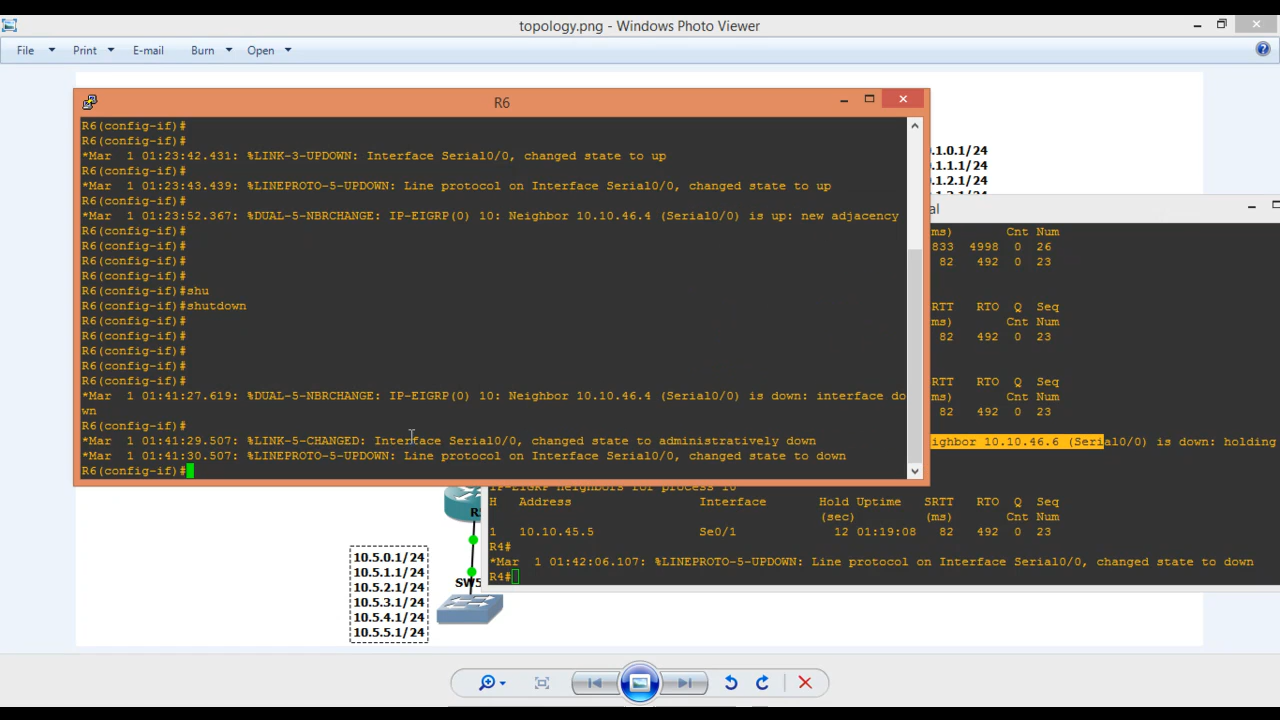 topology.png - Windows Photo Viewer
File Print E-mail Burn Open
R6
R6(config-if)#
R6(config-if)#
*Mar  1 01:23:42.431: %LINK-3-UPDOWN: Interface Serial0/0, changed state to up
R6(config-if)#
*Mar  1 01:23:43.439: %LINEPROTO-5-UPDOWN: Line protocol on Interface Serial0/0, changed state to up
R6(config-if)#
*Mar  1 01:23:52.367: %DUAL-5-NBRCHANGE: IP-EIGRP(0) 10: Neighbor 10.10.46.4 (Serial0/0) is up: new adjacency
R6(config-if)#
R6(config-if)#
R6(config-if)#
R6(config-if)#
R6(config-if)#shu
R6(config-if)#shutdown
R6(config-if)#
R6(config-if)#
R6(config-if)#
R6(config-if)#
R6(config-if)#
*Mar  1 01:41:27.619: %DUAL-5-NBRCHANGE: IP-EIGRP(0) 10: Neighbor 10.10.46.4 (Serial0/0) is down: interface do
wn
R6(config-if)#
*Mar  1 01:41:29.507: %LINK-5-CHANGED: Interface Serial0/0, changed state to administratively down
*Mar  1 01:41:30.507: %LINEPROTO-5-UPDOWN: Line protocol on Interface Serial0/0, changed state to down
R6(config-if)#
.1.0.1/24
.1.1.1/24
.1.2.1/24
al
(ms) Cnt Num
833 4998 0 26
82 492 0 23
SRTT RTO Q Seq
(ms) Cnt Num
82 492 0 23
SRTT RTO Q Seq
(ms) Cnt Num
82 492 0 23
eighbor 10.10.46.6 (Serial0/0) is down: holding
IP-EIGRP neighbors for process 10
H Address Interface Hold Uptime SRTT RTO Q Seq
(sec) (ms) Cnt Num
1 10.10.45.5 Se0/1 12 01:19:08 82 492 0 23
R4#
*Mar  1 01:42:06.107: %LINEPROTO-5-UPDOWN: Line protocol on Interface Serial0/0, changed state to down
R4#
10.5.0.1/24
10.5.1.1/24
10.5.2.1/24
10.5.3.1/24
10.5.4.1/24
10.5.5.1/24
SW5